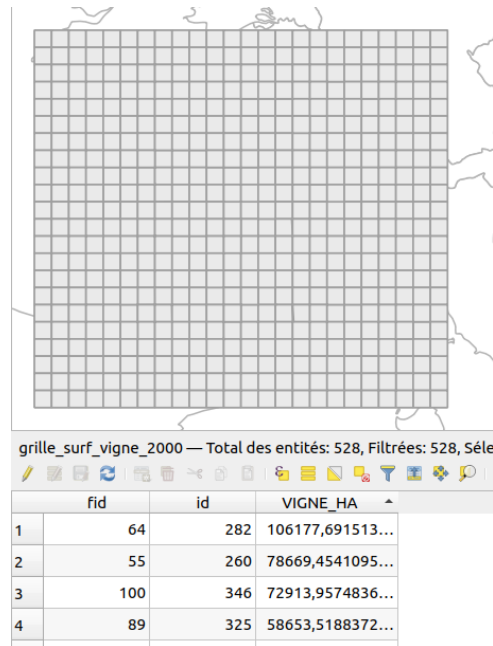 grille_surf_vigne_2000 — Total des entités: 528, Filtrées: 528, Séle
fid id VIGNE_HA
1 64 282 106177,691513...
2 55 260 78669,4541095...
3 100 346 72913,9574836...
4 89 325 58653,5188372...